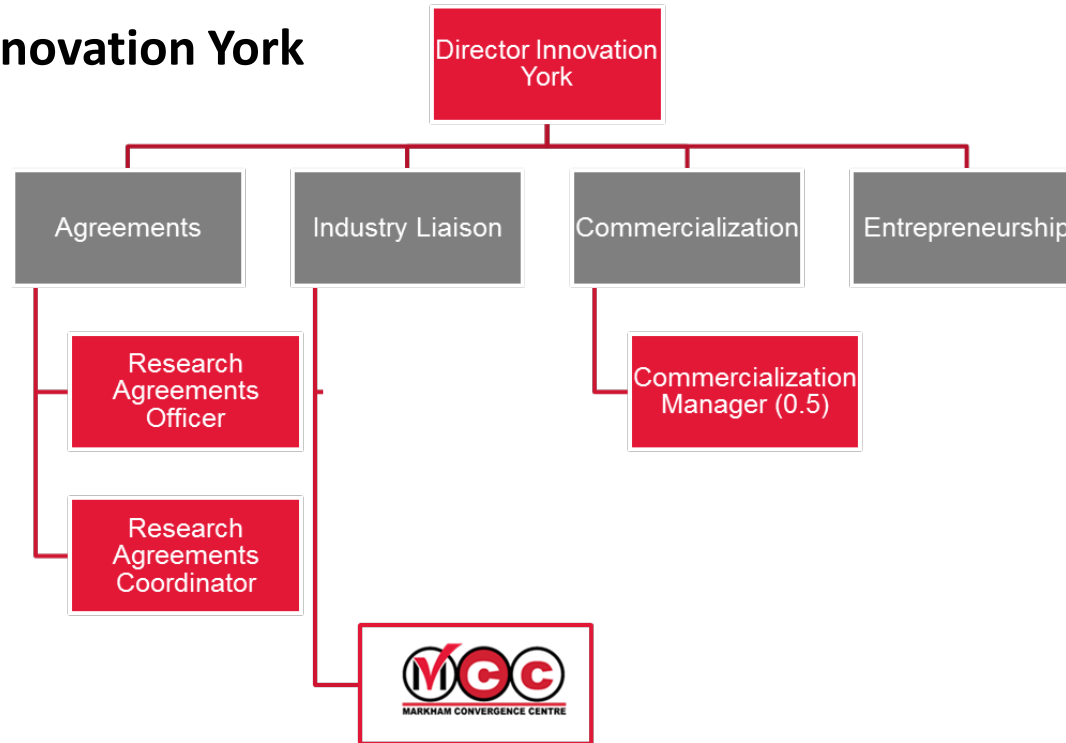 novation York
Director Innovation
York
Agreements
Industry Liaison
Commercialization
Entrepreneurship
Research
Agreements
Officer
Commercialization
Manager (0.5)
Research
Agreements
Coordinator
MCC
MARKHAM CONVERGENCE CENTRE